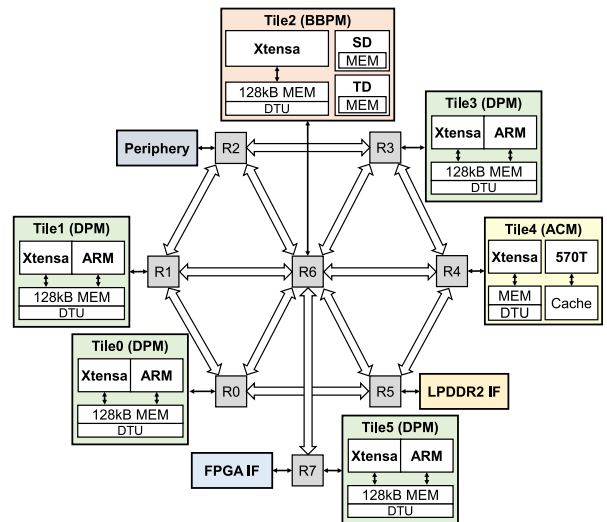 Tile2 (BBPM)
Xtensa
SD
MEM
TD
MEM
128kB MEM
DTU
Periphery
R2
R3
Tile3 (DPM)
Xtensa ARM
128kB MEM
DTU
Tile1 (DPM)
Xtensa ARM
128kB MEM
DTU
R1
R6
R4
Tile4 (ACM)
Xtensa 570T
MEM
DTU
Cache
Tile0 (DPM)
Xtensa ARM
128kB MEM
DTU
R0
R5
LPDDR2 IF
FPGA IF
R7
Tile5 (DPM)
Xtensa ARM
128kB MEM
DTU